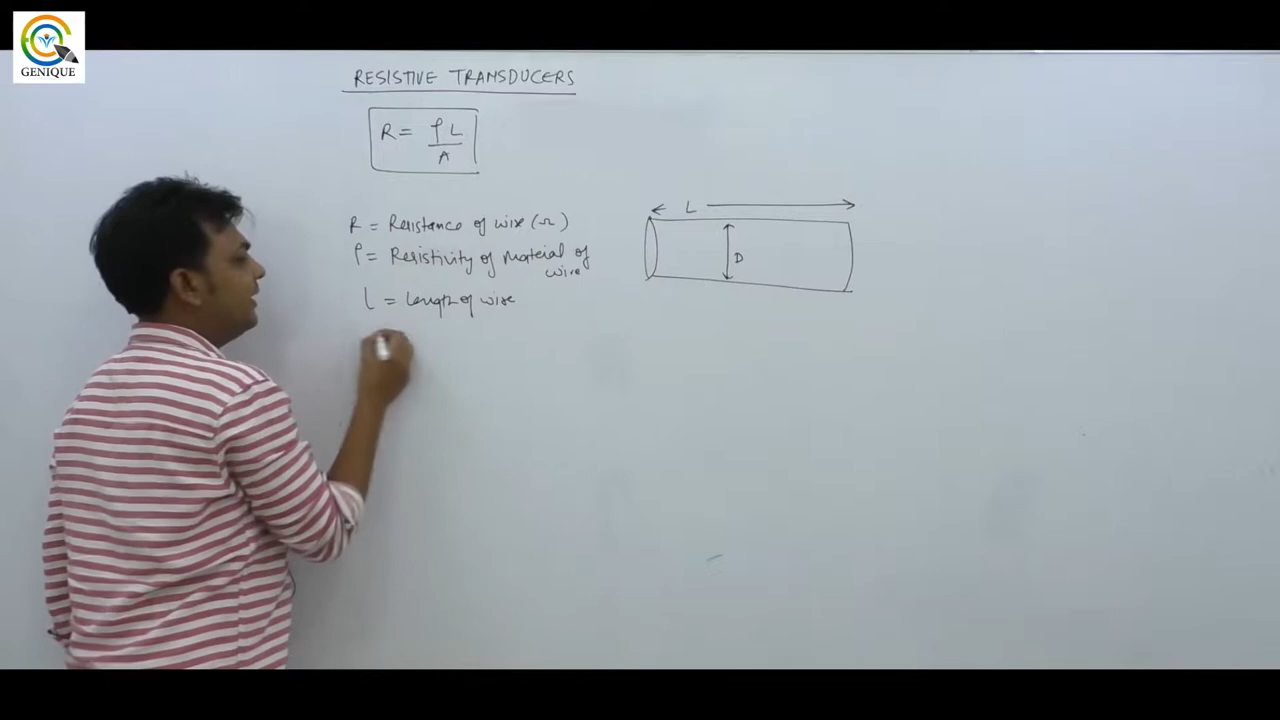 GENIQUE
RESISTIVE TRANSDUCERS
R = ρL
A
R = Resistance of wire (Ω)
ρ = Resistivity of Material of
wire
L = Length of wire
L
D